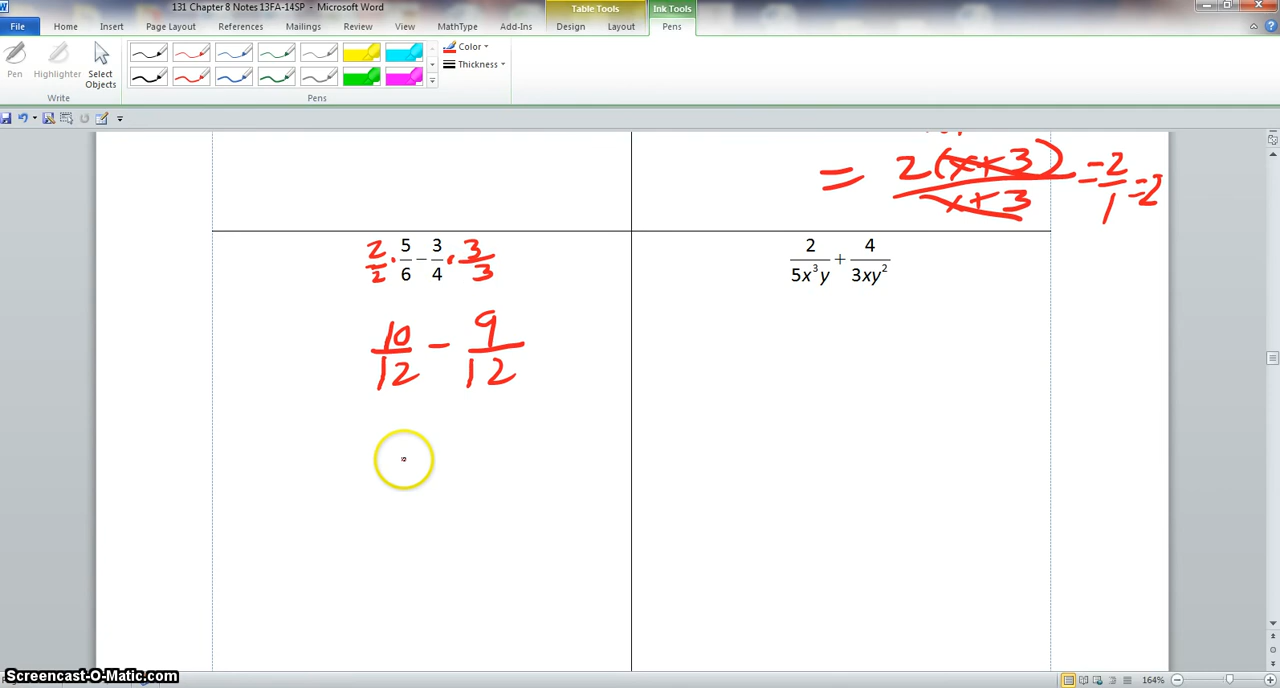 131 Chapter 8 Notes 13FA-14SP - Microsoft Word
Table Tools
Ink Tools
File Home Insert Page Layout References Mailings Review View MathType Add-Ins Design Layout Pens
Pen Highlighter Select Objects
Color
Thickness
Write Pens
= 2(x+3)/x+3 = -2/1 = -2
2/2 · 5/6 − 3/4 · 3/3
2/5x³y + 4/3xy²
10/12 − 9/12
164%
Screencast-O-Matic.com